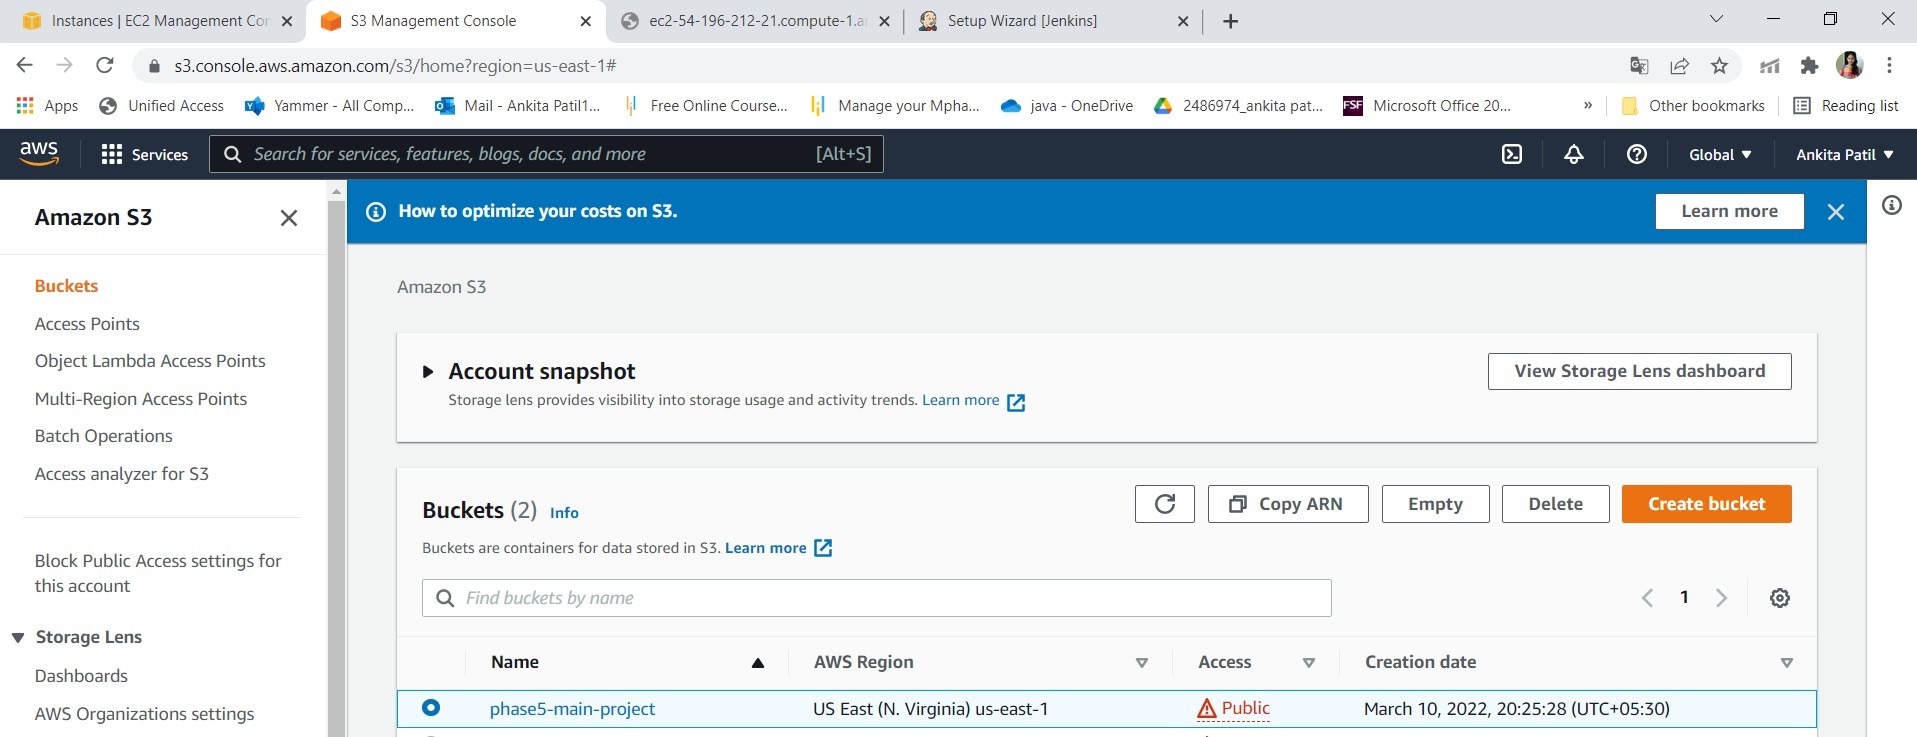 Instances | EC2 Management Con
S3 Management Console
ec2-54-196-212-21.compute-1.a
Setup Wizard [Jenkins]
s3.console.aws.amazon.com/s3/home?region=us-east-1#
Apps
Unified Access
Yammer - All Comp...
Mail - Ankita Patil1...
Free Online Course...
Manage your Mpha...
java - OneDrive
2486974_ankita pat...
FSF
Microsoft Office 20...
»
Other bookmarks
Reading list
aws
Services
Search for services, features, blogs, docs, and more
[Alt+S]
Global
Ankita Patil
Amazon S3
How to optimize your costs on S3.
Learn more
Buckets
Access Points
Object Lambda Access Points
Multi-Region Access Points
Batch Operations
Access analyzer for S3
Block Public Access settings for
this account
Storage Lens
Dashboards
AWS Organizations settings
Amazon S3
Account snapshot
View Storage Lens dashboard
Storage lens provides visibility into storage usage and activity trends. Learn more
Buckets (2) Info
Copy ARN
Empty
Delete
Create bucket
Buckets are containers for data stored in S3. Learn more
Find buckets by name
1
Name
AWS Region
Access
Creation date
phase5-main-project
US East (N. Virginia) us-east-1
Public
March 10, 2022, 20:25:28 (UTC+05:30)